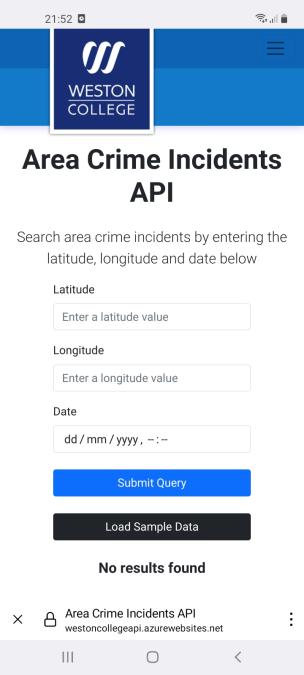 21:52
WESTON
COLLEGE
Area Crime Incidents
API
Search area crime incidents by entering the
latitude, longitude and date below
Latitude
Enter a latitude value
Longitude
Enter a longitude value
Date
dd / mm / yyyy , -- : --
Submit Query
Load Sample Data
No results found
Area Crime Incidents API
westoncollegeapi.azurewebsites.net